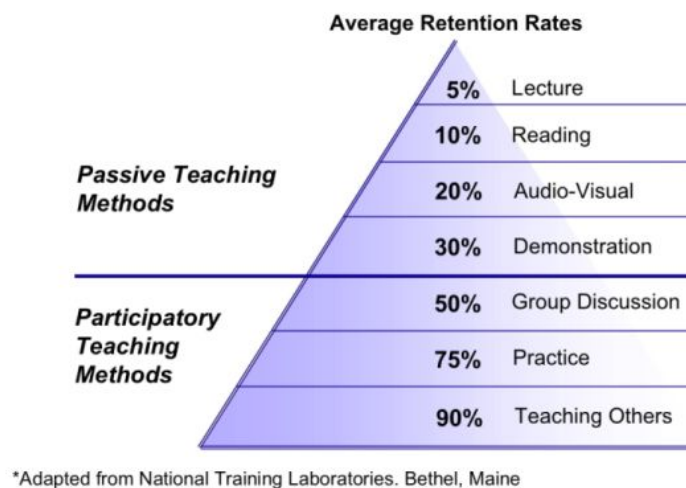 Average Retention Rates
5% Lecture
10% Reading
Passive Teaching
Methods
20% Audio-Visual
30% Demonstration
Participatory
Teaching
Methods
50% Group Discussion
75% Practice
90% Teaching Others
*Adapted from National Training Laboratories. Bethel, Maine